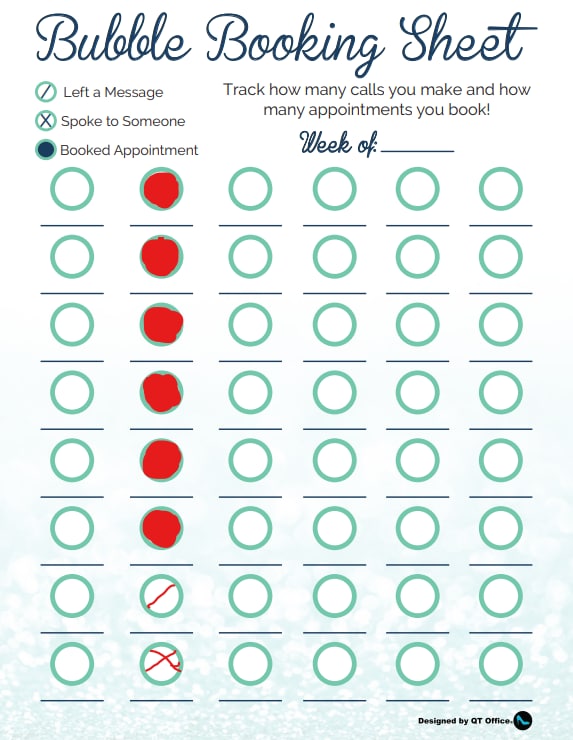 Bubble Booking Sheet
Left a Message
Spoke to Someone
Booked Appointment
Track how many calls you make and how
many appointments you book!
Week of:
Designed by QT Office.